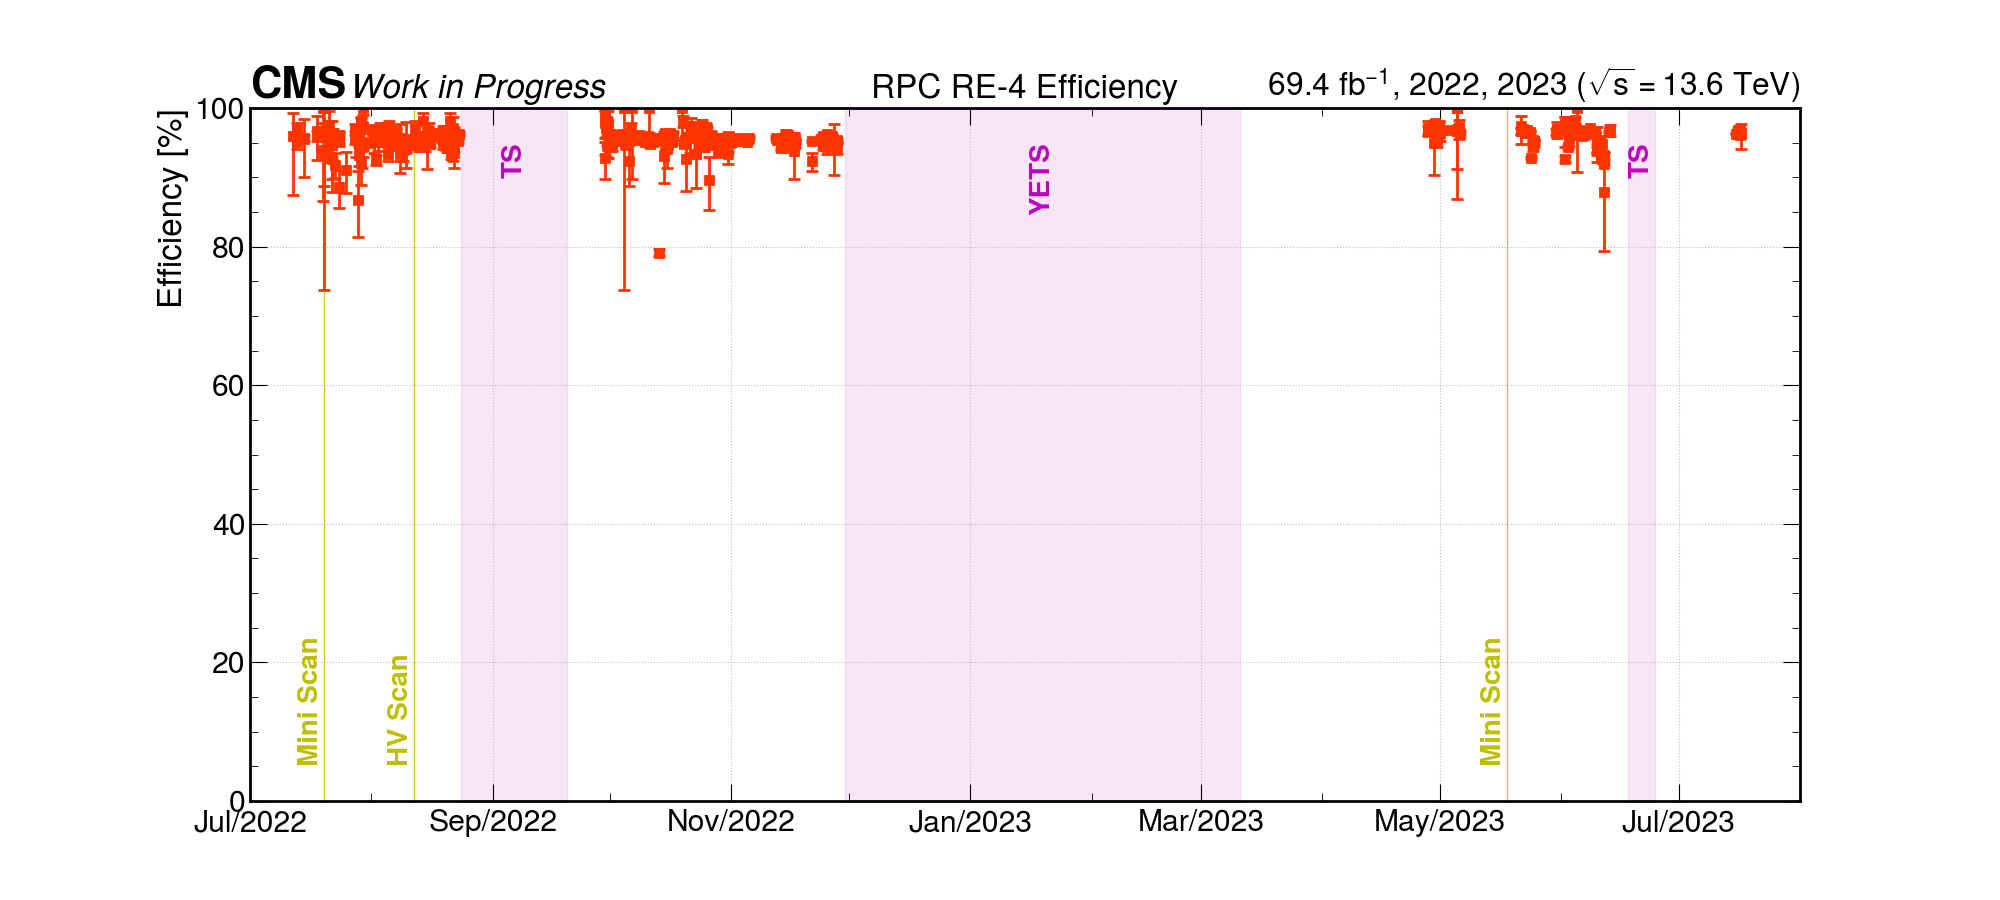 CMS Work in Progress RPC RE-4 Efficiency 69.4 fb⁻¹, 2022, 2023 (√s = 13.6 TeV)
Efficiency [%]
100
80
60
40
20
0
TS
YETS
TS
Mini Scan
HV Scan
Mini Scan
Jul/2022 Sep/2022 Nov/2022 Jan/2023 Mar/2023 May/2023 Jul/2023